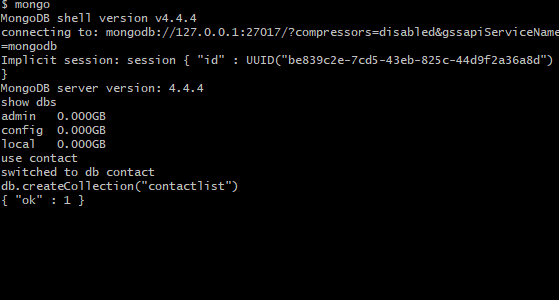 $ mongo
MongoDB shell version v4.4.4
connecting to: mongodb://127.0.0.1:27017/?compressors=disabled&gssapiServiceName
=mongodb
Implicit session: session { "id" : UUID("be839c2e-7cd5-43eb-825c-44d9f2a36a8d")
}
MongoDB server version: 4.4.4
show dbs
admin   0.000GB
config  0.000GB
local   0.000GB
use contact
switched to db contact
db.createCollection("contactlist")
{ "ok" : 1 }